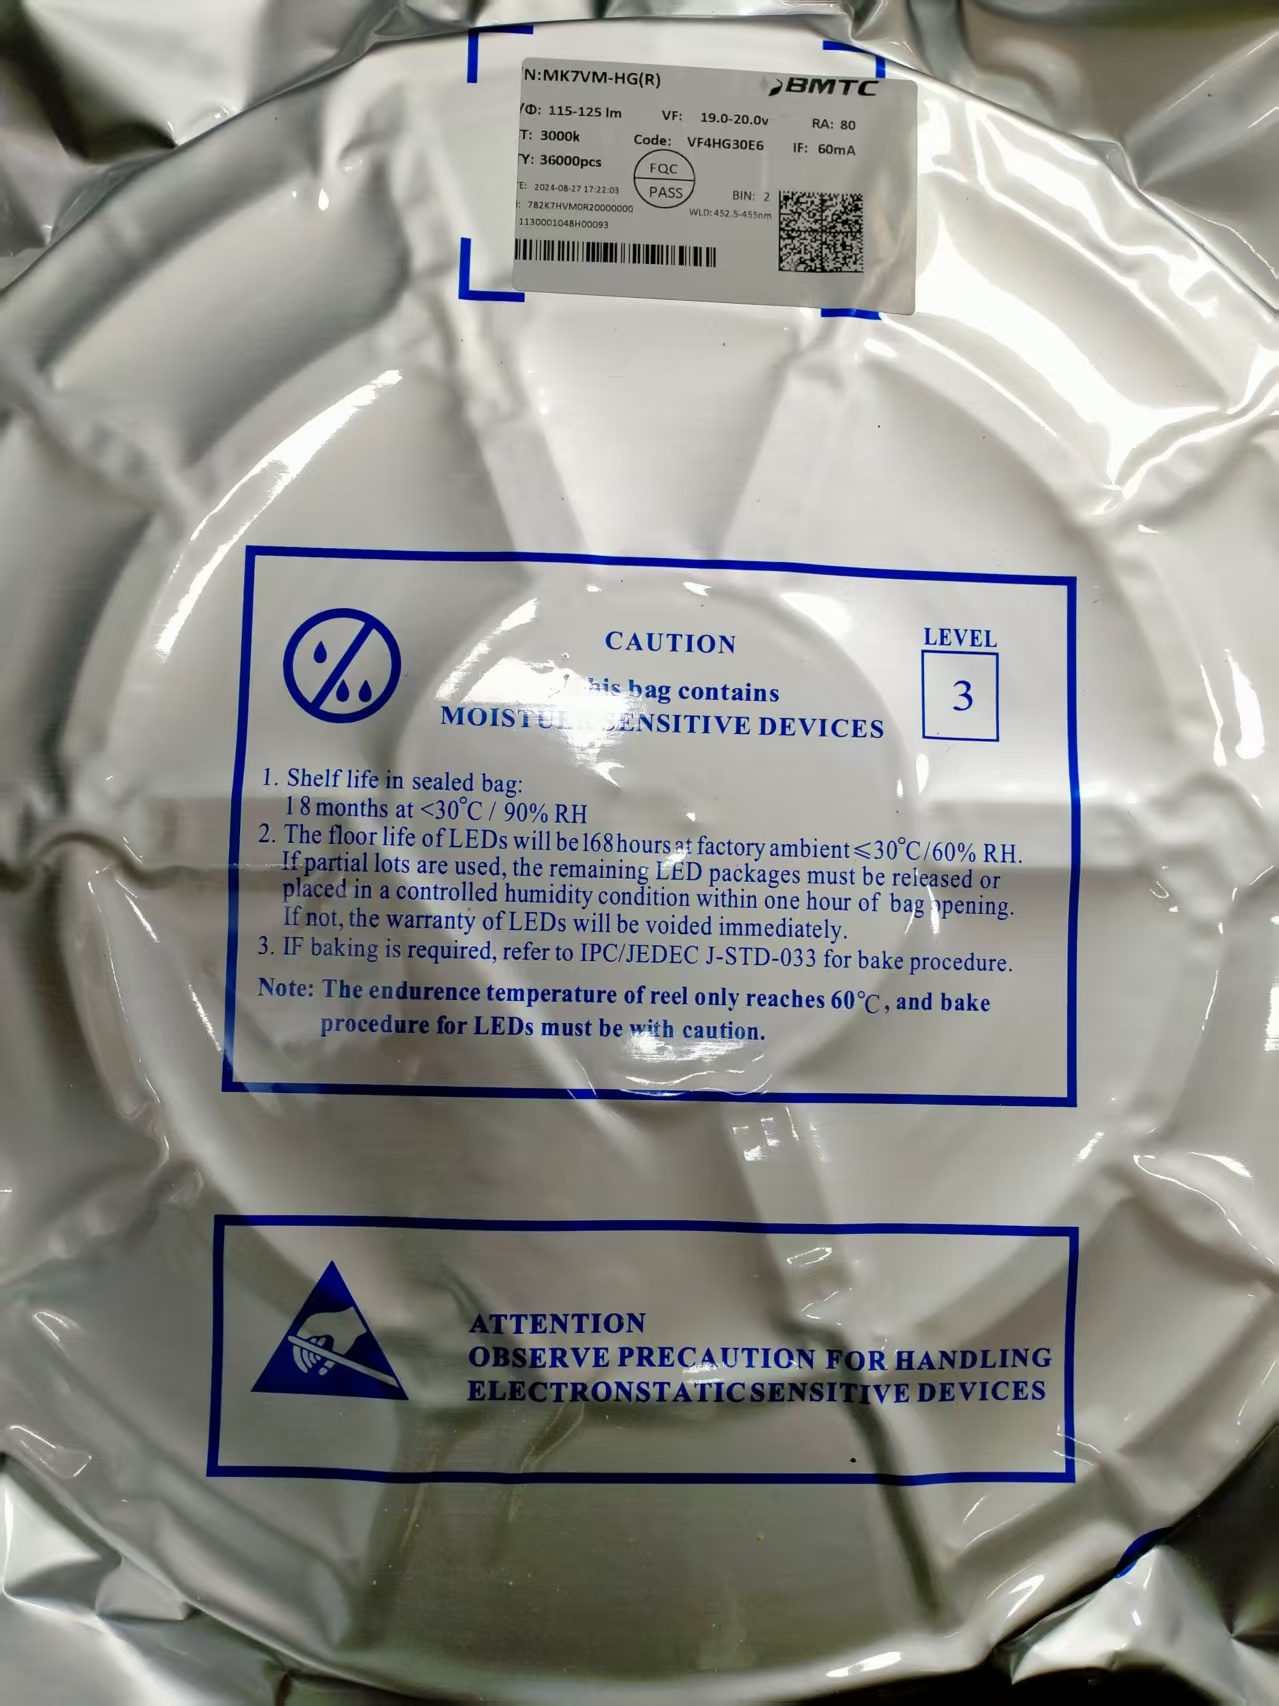 N:MK7VM-HG(R)
BMTC
/Φ: 115-125 lm VF: 19.0-20.0v RA: 80
T: 3000k Code: VF4HG30E6 IF: 60mA
Y: 36000pcs
FQC
PASS
E: 2024-08-27 17:22:03 BIN: 2
: 782K7HVM0R20000000 WLD: 452.5-455nm
1130001048H00093
CAUTION
LEVEL
3
his bag contains
SENSITIVE DEVICES
1. Shelf life in sealed bag:
18 months at <30℃ / 90% RH
2. The floor life of LEDs will be 168 hours at factory ambient ≤30℃/60% RH.
If partial lots are used, the remaining LED packages must be released or
placed in a controlled humidity condition within one hour of bag pening.
If not, the warranty of LEDs will be voided immediately.
3. IF baking is required, refer to IPC/JEDEC J-STD-033 for bake procedure.
Note: The endurence temperature of reel only reaches 60℃, and bake
procedure for LEDs must be with caution.
ATTENTION
OBSERVE PRECAUTION FOR HANDLING
ELECTRONSTATIC SENSITIVE DEVICES